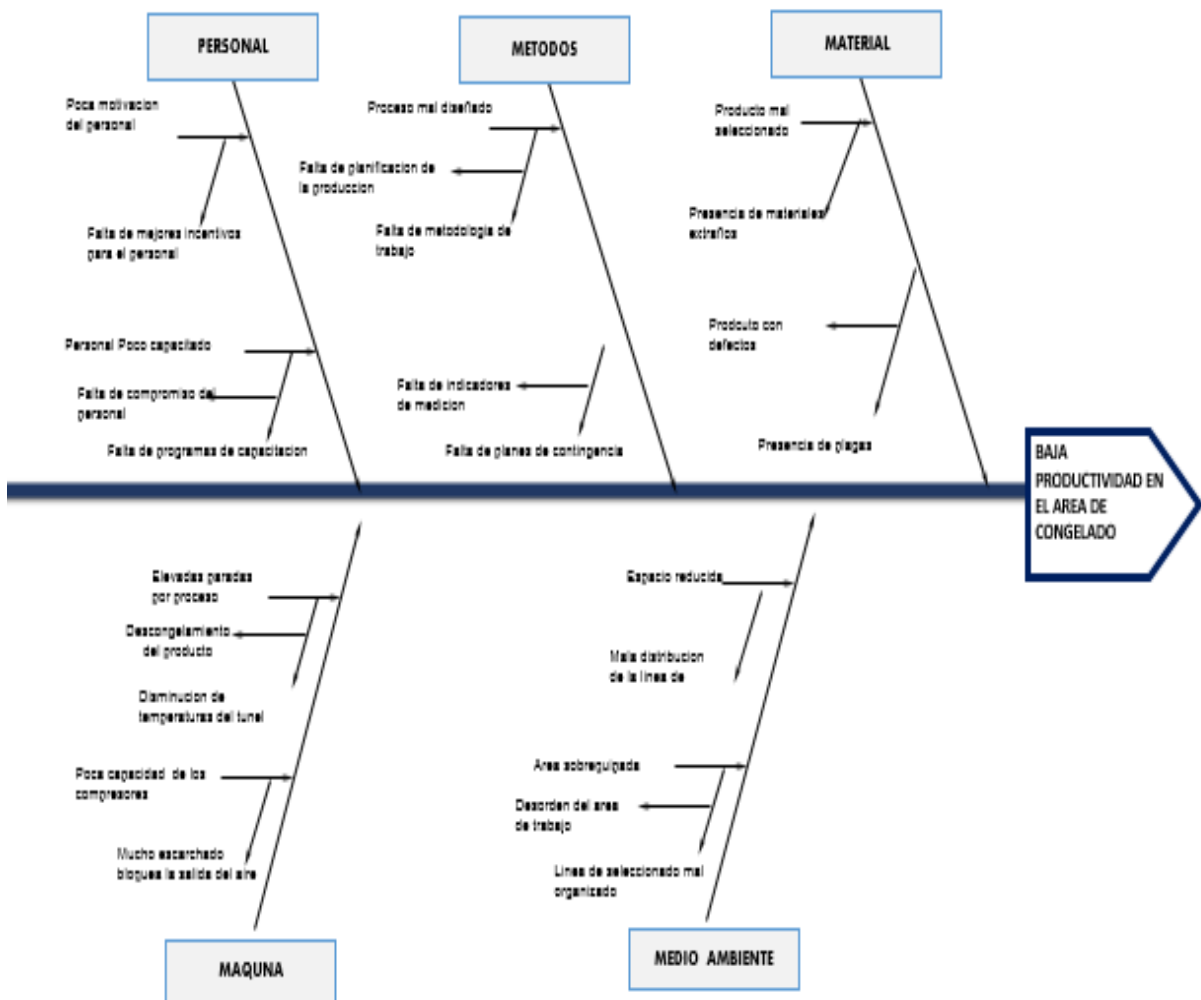 PERSONAL
METODOS
MATERIAL
Poca motivacion
del personal
Falta de mejores incentivos
para el personal
Personal Poco capacitado
Falta de compromiso del
personal
Falta de programas de capacitacion
Proceso mal diseñado
Falta de planificacion de
la produccion
Falta de metodologia de
trabajo
Falta de indicadores
de medicion
Falta de planes de contingencia
Producto mal
seleccionado
Presencia de materiales
extraños
Prodcuto con
defectos
Presencia de plagas
BAJA
PRODUCTIVIDAD EN
EL AREA DE
CONGELADO
Elevadas paradas
por proceso
Descongelamiento
del producto
Disminucion de
temperaturas del tunel
Poca capacidad de los
compresores
Mucho escarchado
bloquea la salida del aire
Espacio reducida
Mala distribucion
de la linea de
Area
Desorden del area
de trabajo
Linea de seleccionado mal
organizado
MAQUNA
MEDIO AMBIENTE